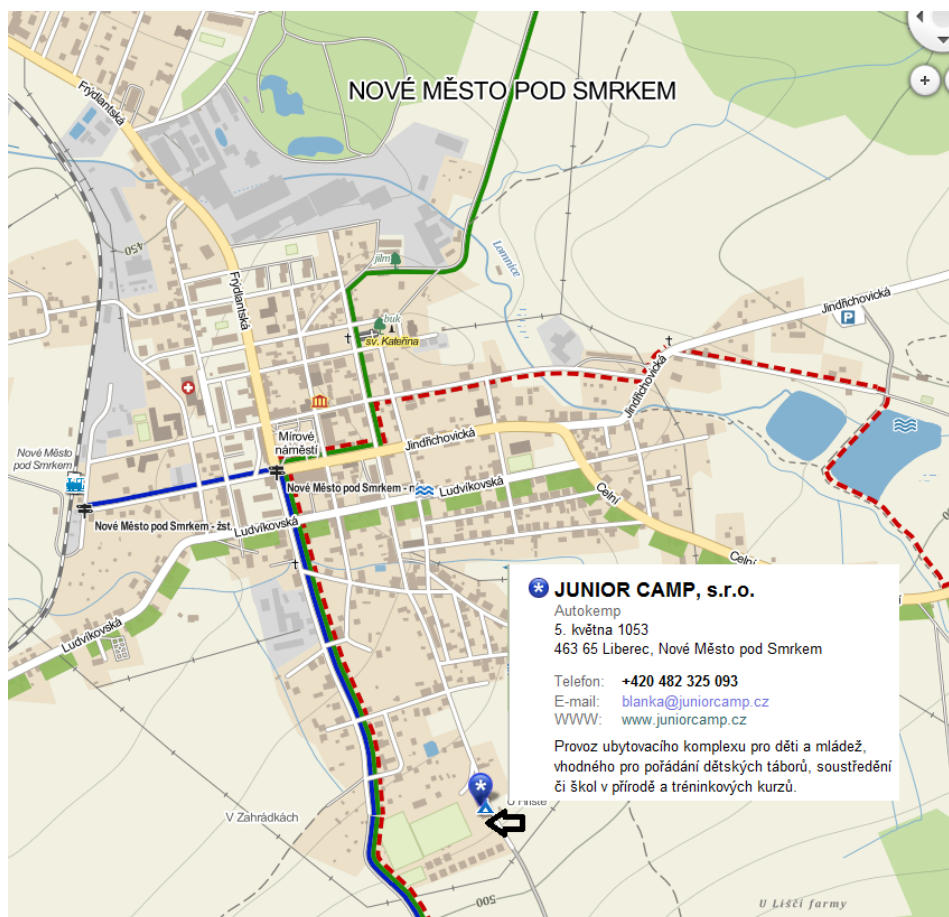 Frýdlantská
NOVÉ MĚSTO POD SMRKEM
+
450
jilm
Lomnice
Frýdlantská
Jindřichovická
P
buk
sv. Kateřina
Jindřichovická
Mírové
náměstí
Jindřichovická
Nové Město
pod Smrkem
Nové Město pod Smrkem - n
Ludvíkovská
Celní
Nové Město pod Smrkem - žst.
Ludvíkovská
Celní
JUNIOR CAMP, s.r.o.
Autokemp
5. května 1053
463 65 Liberec, Nové Město pod Smrkem
Telefon: +420 482 325 093
E-mail: blanka@juniorcamp.cz
WWW: www.juniorcamp.cz
Provoz ubytovacího komplexu pro děti a mládež,
vhodného pro pořádání dětských táborů, soustředění
či škol v přírodě a tréninkových kurzů.
Ludvíkovská
V Zahrádkách
U Hřiště
500
U Liščí farmy